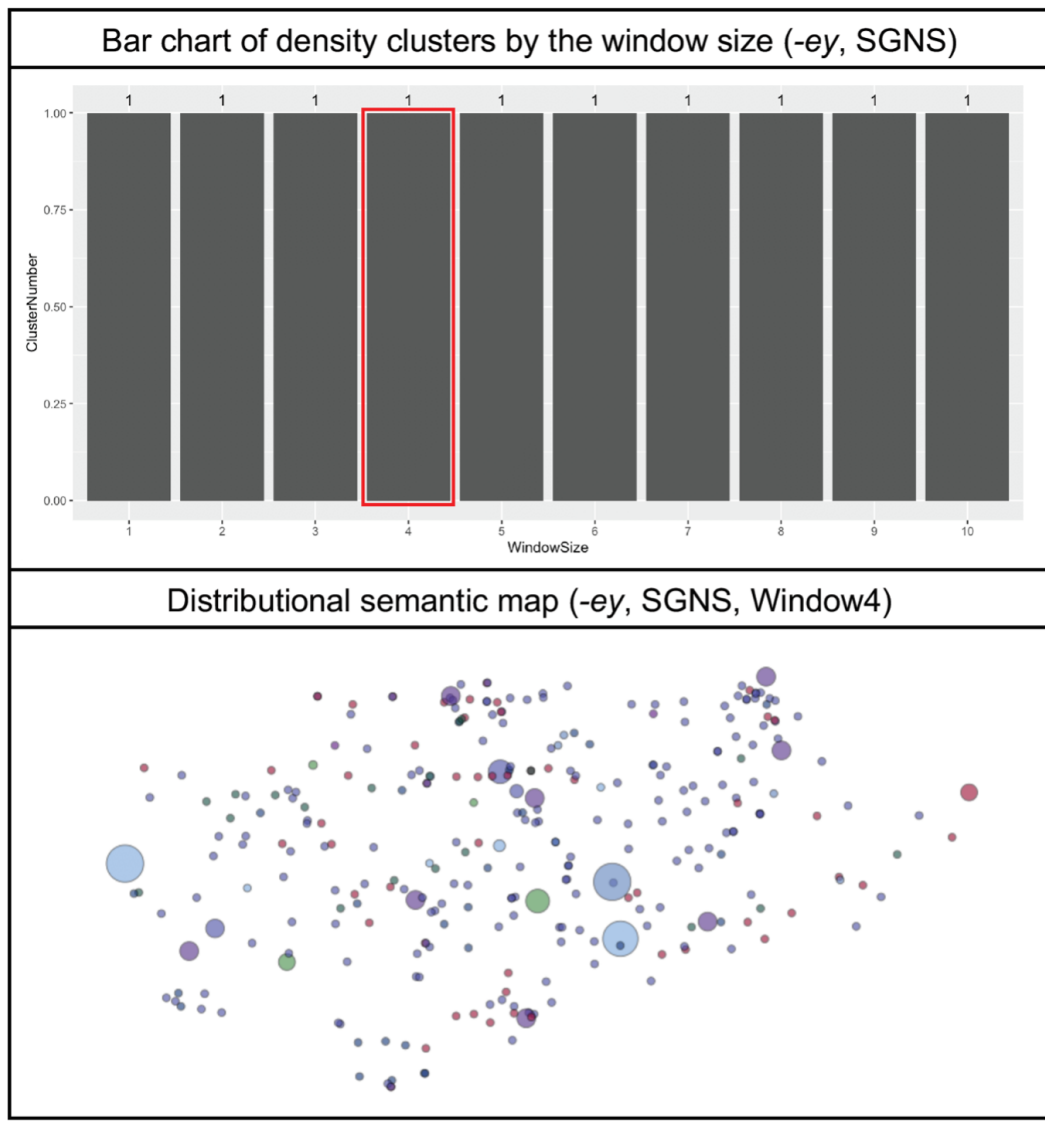 Bar chart of density clusters by the window size (-ey, SGNS)
1 1 1 1 1 1 1 1 1 1
1.00
0.75
0.50
0.25
0.00
ClusterNumber
1 2 3 4 5 6 7 8 9 10
WindowSize
Distributional semantic map (-ey, SGNS, Window4)